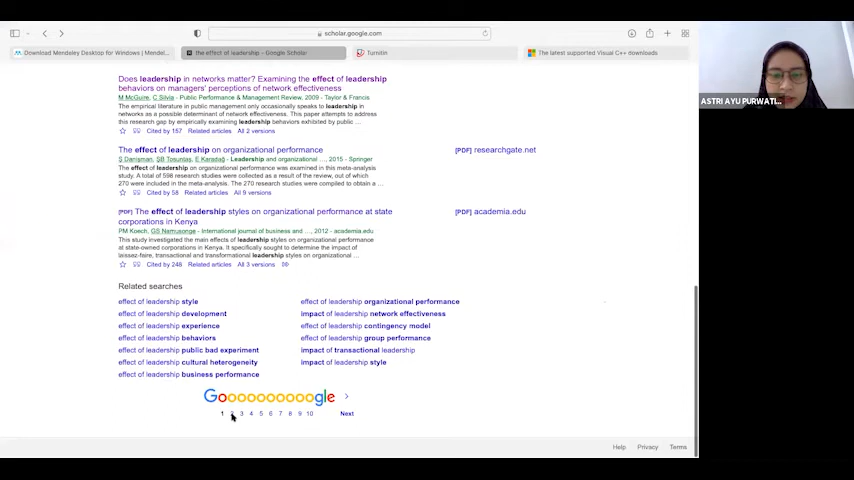 scholar.google.com
Download Mendeley Desktop for Windows | Mendel...
the effect of leadership - Google Scholar
Turnitin
The latest supported Visual C++ downloads
Does leadership in networks matter? Examining the effect of leadership
behaviors on managers' perceptions of network effectiveness
M McGuire, C Silvia - Public Performance & Management Review, 2009 - Taylor & Francis
The empirical literature in public management only occasionally speaks to leadership in
networks as a possible determinant of network effectiveness. This paper attempts to address
this research gap by empirically examining leadership behaviors exhibited by public ...
Cited by 157 Related articles All 2 versions
The effect of leadership on organizational performance
[PDF] researchgate.net
S Danişman, ŞB Tosuntaş, E Karadağ - Leadership and organizational ..., 2015 - Springer
The effect of leadership on organizational performance was examined in this meta-analysis
study. A total of 598 research studies were collected as a result of the review, out of which
270 were included in the meta-analysis. The 270 research studies were compiled to obtain a ...
Cited by 58 Related articles All 9 versions
[PDF] The effect of leadership styles on organizational performance at state
corporations in Kenya
[PDF] academia.edu
PM Koech, GS Namusonge - International journal of business and ..., 2012 - academia.edu
This study investigated the main effects of leadership styles on organizational performance
at state-owned corporations in Kenya. It specifically sought to determine the impact of
laissez-faire, transactional and transformational leadership styles on organizational ...
Cited by 248 Related articles All 3 versions
Related searches
effect of leadership style
effect of leadership organizational performance
effect of leadership development
impact of leadership network effectiveness
effect of leadership experience
effect of leadership contingency model
effect of leadership behaviors
effect of leadership group performance
effect of leadership public bad experiment
impact of transactional leadership
effect of leadership cultural heterogeneity
impact of leadership style
effect of leadership business performance
Goooooooooogle
1 2 3 4 5 6 7 8 9 10 Next
Help Privacy Terms
ASTRI AYU PURWATI...